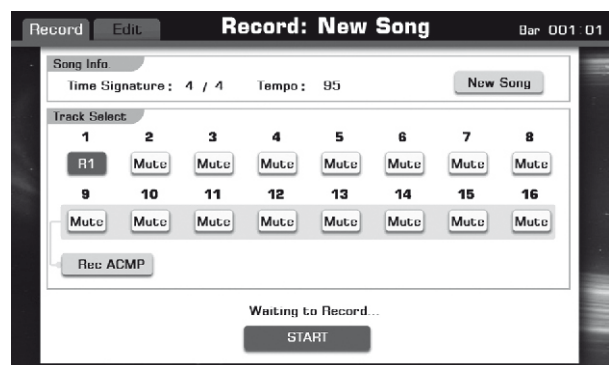 Record Edit Record: New Song Bar 001:01
Song Info
Time Signature: 4 / 4 Tempo: 95 New Song
Track Select
1 2 3 4 5 6 7 8
R1 Mute Mute Mute Mute Mute Mute Mute
9 10 11 12 13 14 15 16
Mute Mute Mute Mute Mute Mute Mute Mute
Rec ACMP
Waiting to Record...
START